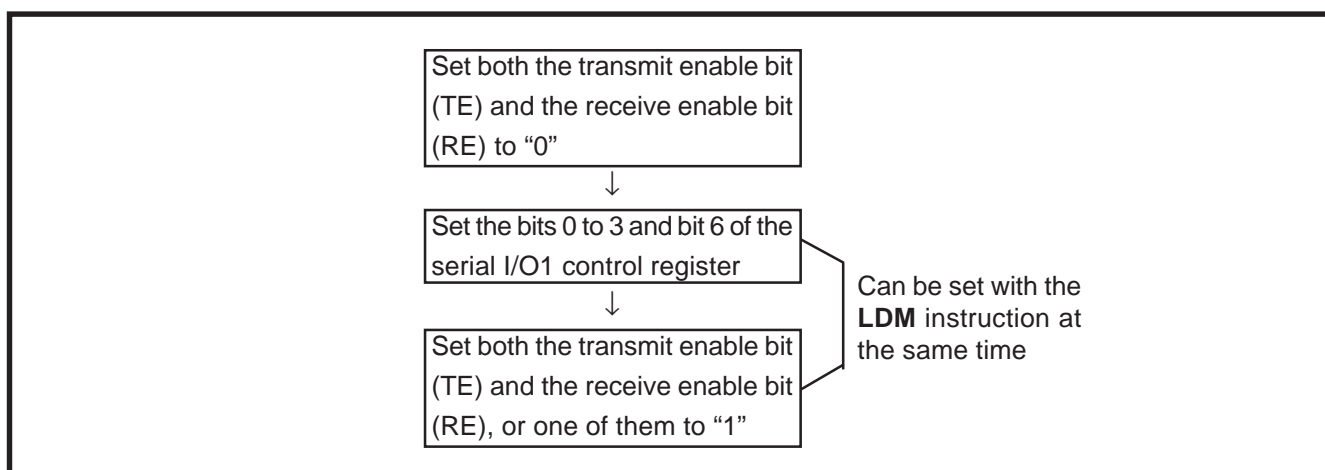 Set both the transmit enable bit
(TE) and the receive enable bit
(RE) to “0”
↓
Set the bits 0 to 3 and bit 6 of the
serial I/O1 control register
↓
Set both the transmit enable bit
(TE) and the receive enable bit
(RE), or one of them to “1”
Can be set with the
LDM instruction at
the same time